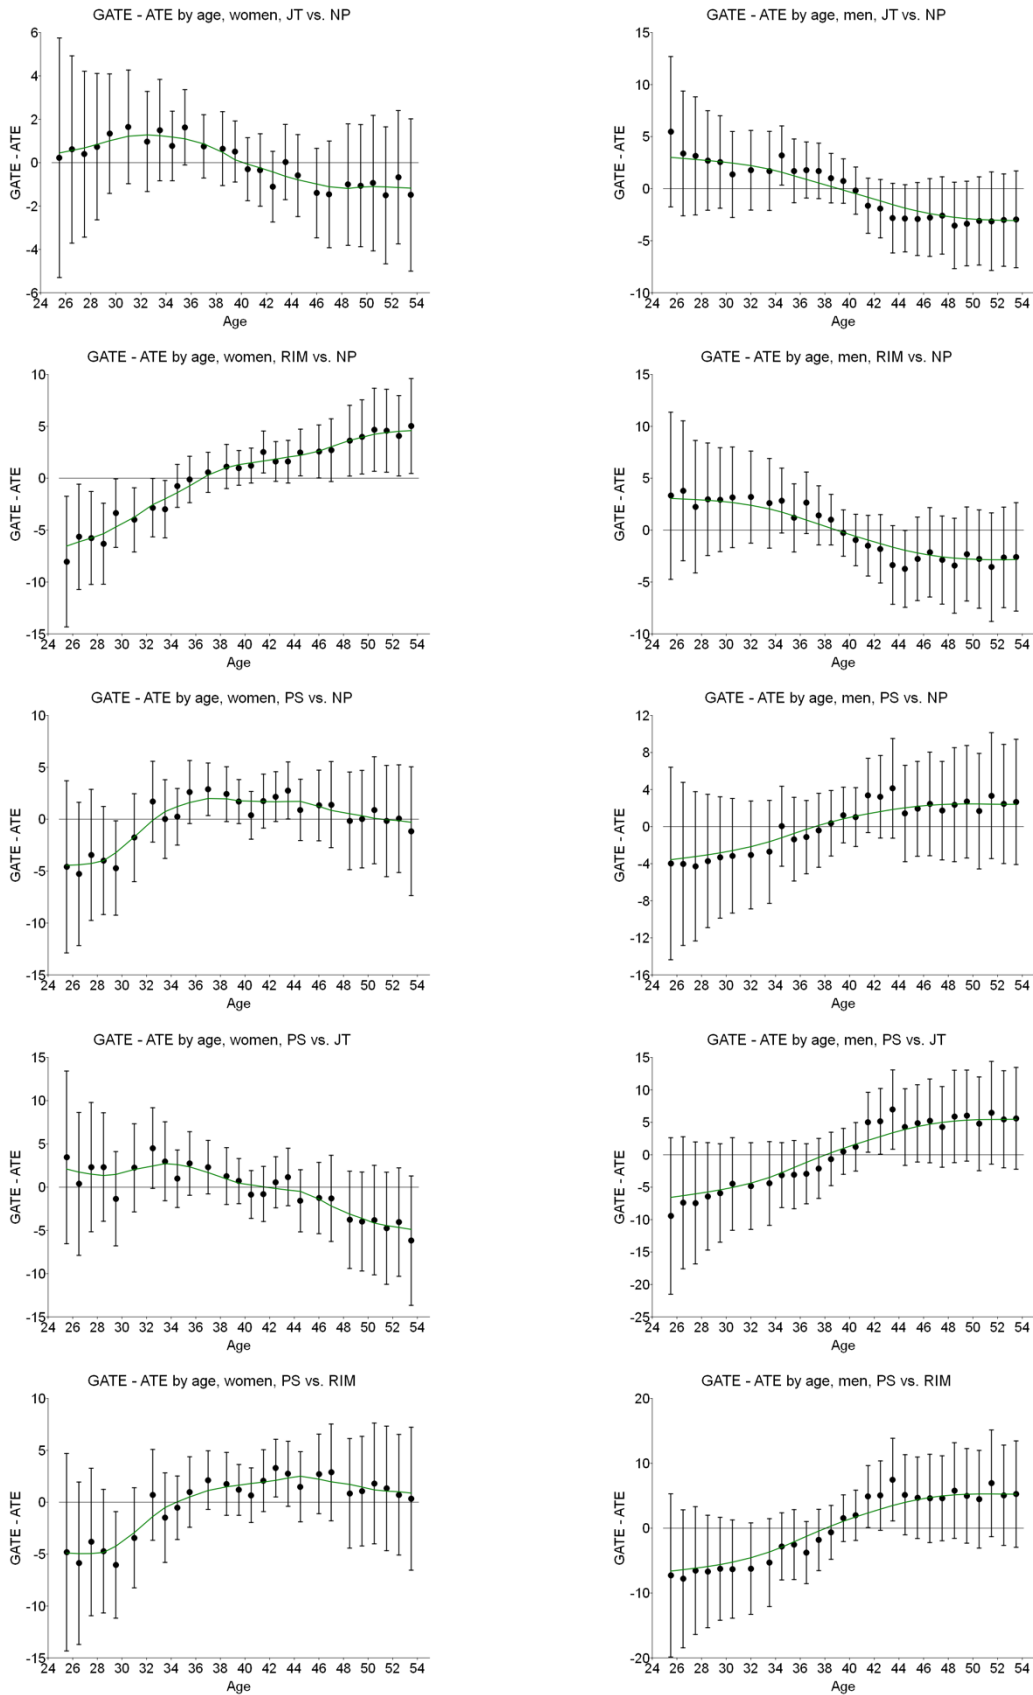 GATE - ATE by age, women, JT vs. NP
6
4
2
0
-2
-4
-6
GATE - ATE
24 26 28 30 32 34 36 38 40 42 44 46 48 50 52 54
Age
GATE - ATE by age, men, JT vs. NP
15
10
5
0
-5
-10
GATE - ATE
24 26 28 30 32 34 36 38 40 42 44 46 48 50 52 54
Age
GATE - ATE by age, women, RIM vs. NP
10
5
0
-5
-10
-15
GATE - ATE
24 26 28 30 32 34 36 38 40 42 44 46 48 50 52 54
Age
GATE - ATE by age, men, RIM vs. NP
15
10
5
0
-5
-10
GATE - ATE
24 26 28 30 32 34 36 38 40 42 44 46 48 50 52 54
Age
GATE - ATE by age, women, PS vs. NP
10
5
0
-5
-10
-15
GATE - ATE
24 26 28 30 32 34 36 38 40 42 44 46 48 50 52 54
Age
GATE - ATE by age, men, PS vs. NP
12
8
4
0
-4
-8
-12
-16
GATE - ATE
24 26 28 30 32 34 36 38 40 42 44 46 48 50 52 54
Age
GATE - ATE by age, women, PS vs. JT
15
10
5
0
-5
-10
-15
GATE - ATE
24 26 28 30 32 34 36 38 40 42 44 46 48 50 52 54
Age
GATE - ATE by age, men, PS vs. JT
15
10
5
0
-5
-10
-15
-20
-25
GATE - ATE
24 26 28 30 32 34 36 38 40 42 44 46 48 50 52 54
Age
GATE - ATE by age, women, PS vs. RIM
10
5
0
-5
-10
-15
GATE - ATE
24 26 28 30 32 34 36 38 40 42 44 46 48 50 52 54
Age
GATE - ATE by age, men, PS vs. RIM
20
10
0
-10
-20
GATE - ATE
24 26 28 30 32 34 36 38 40 42 44 46 48 50 52 54
Age